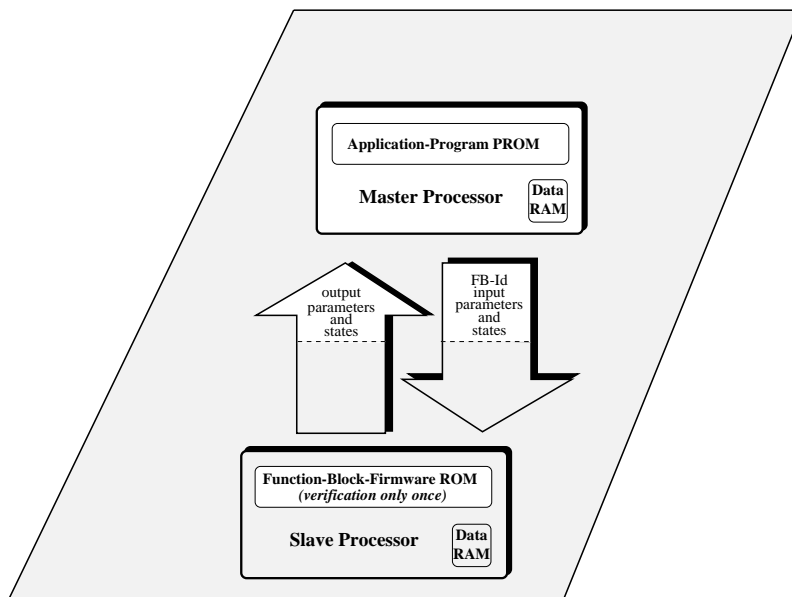 Application-Program PROM
Master Processor
Data
RAM
output
parameters
and
states
FB-Id
input
parameters
and
states
Function-Block-Firmware ROM
(verification only once)
Slave Processor
Data
RAM